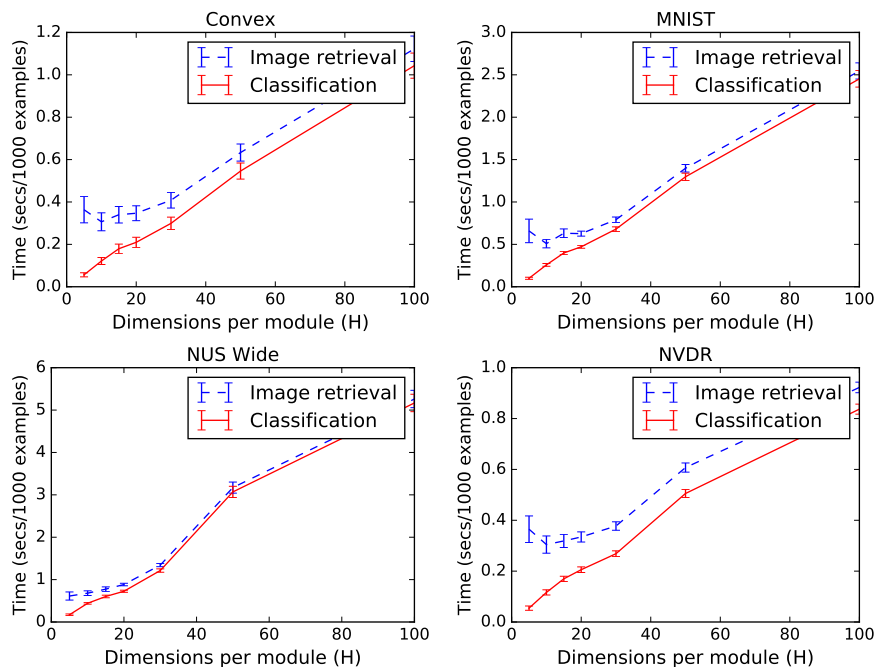 Convex
Time (secs/1000 examples)
1.2
1.0
0.8
0.6
0.4
0.2
0.0
Image retrieval
Classification
0 20 40 60 80 100
Dimensions per module (H)
MNIST
Time (secs/1000 examples)
3.0
2.5
2.0
1.5
1.0
0.5
0.0
Image retrieval
Classification
0 20 40 60 80 100
Dimensions per module (H)
NUS Wide
Time (secs/1000 examples)
6
5
4
3
2
1
0
Image retrieval
Classification
0 20 40 60 80 100
Dimensions per module (H)
NVDR
Time (secs/1000 examples)
1.0
0.8
0.6
0.4
0.2
0.0
Image retrieval
Classification
0 20 40 60 80 100
Dimensions per module (H)